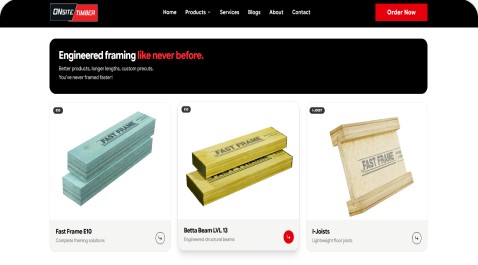 ONSITE TIMBER
Home Products Services Blogs About Contact
Order Now
Engineered framing like never before.
Better products, longer lengths, custom precuts.
You've never framed faster!
E10
FAST FRAME
Fast Frame E10
Complete framing solutions
FAST FRAME
Betta Beam LVL 13
Engineered structural beams
I-JOIST
FAST FRAME
I-Joists
Lightweight floor joists